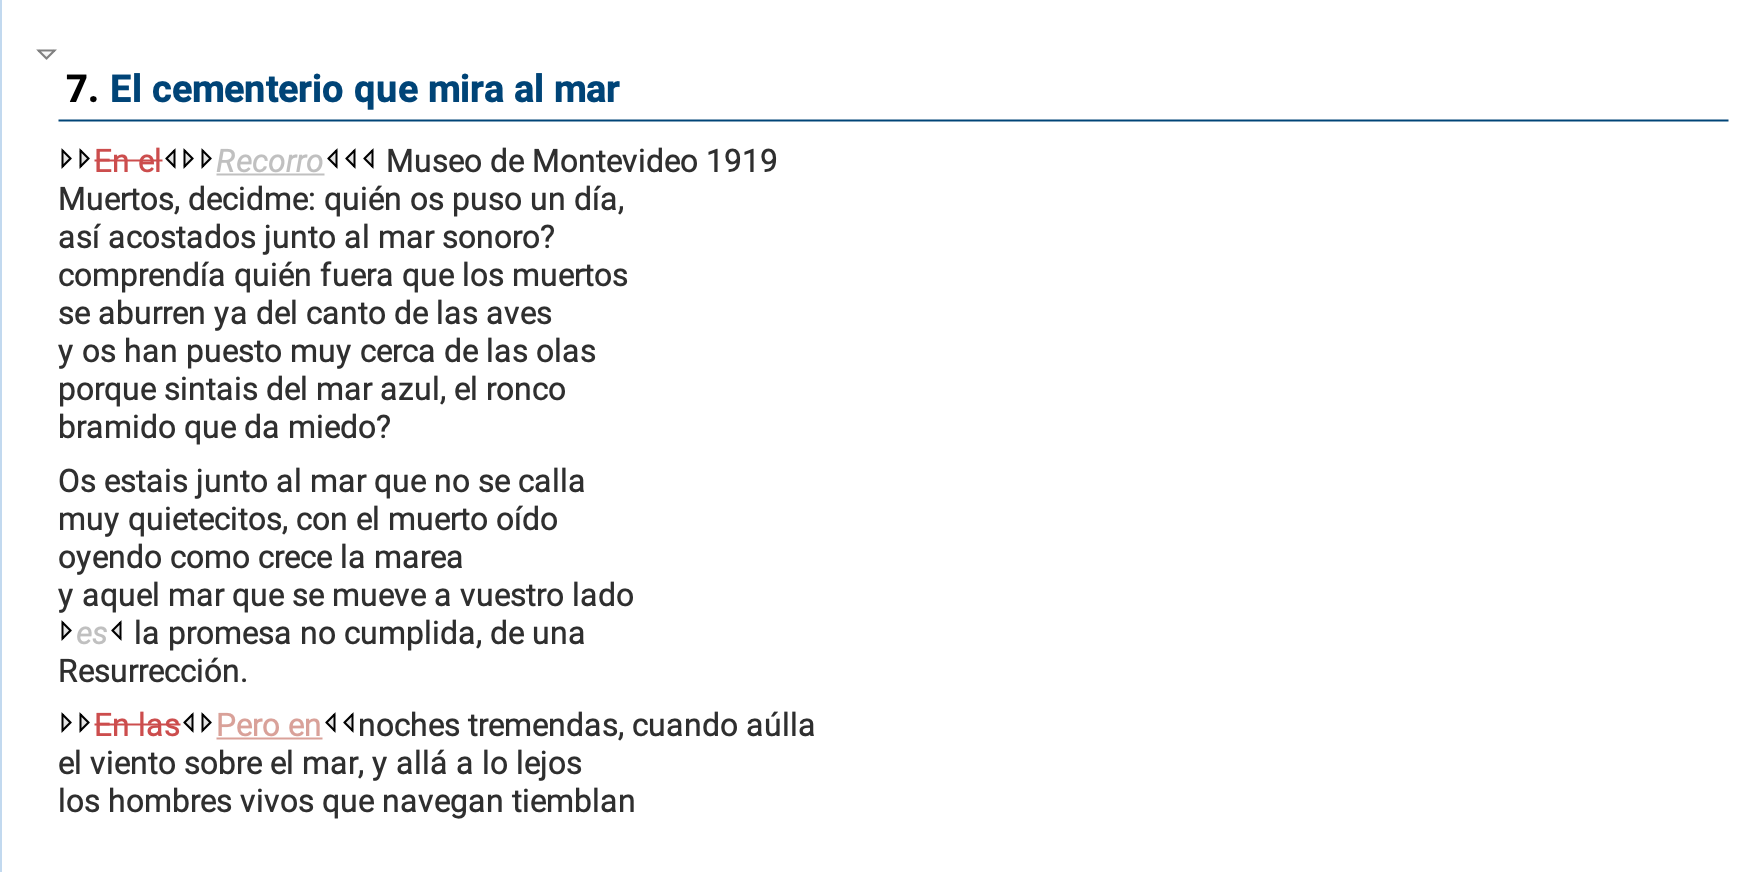 7. El cementerio que mira al mar
En el Recorro Museo de Montevideo 1919
Muertos, decidme: quién os puso un día,
así acostados junto al mar sonoro?
comprendía quién fuera que los muertos
se aburren ya del canto de las aves
y os han puesto muy cerca de las olas
porque sintais del mar azul, el ronco
bramido que da miedo?
Os estais junto al mar que no se calla
muy quietecitos, con el muerto oído
oyendo como crece la marea
y aquel mar que se mueve a vuestro lado
es la promesa no cumplida, de una
Resurrección.
En las Pero en noches tremendas, cuando aúlla
el viento sobre el mar, y allá a lo lejos
los hombres vivos que navegan tiemblan